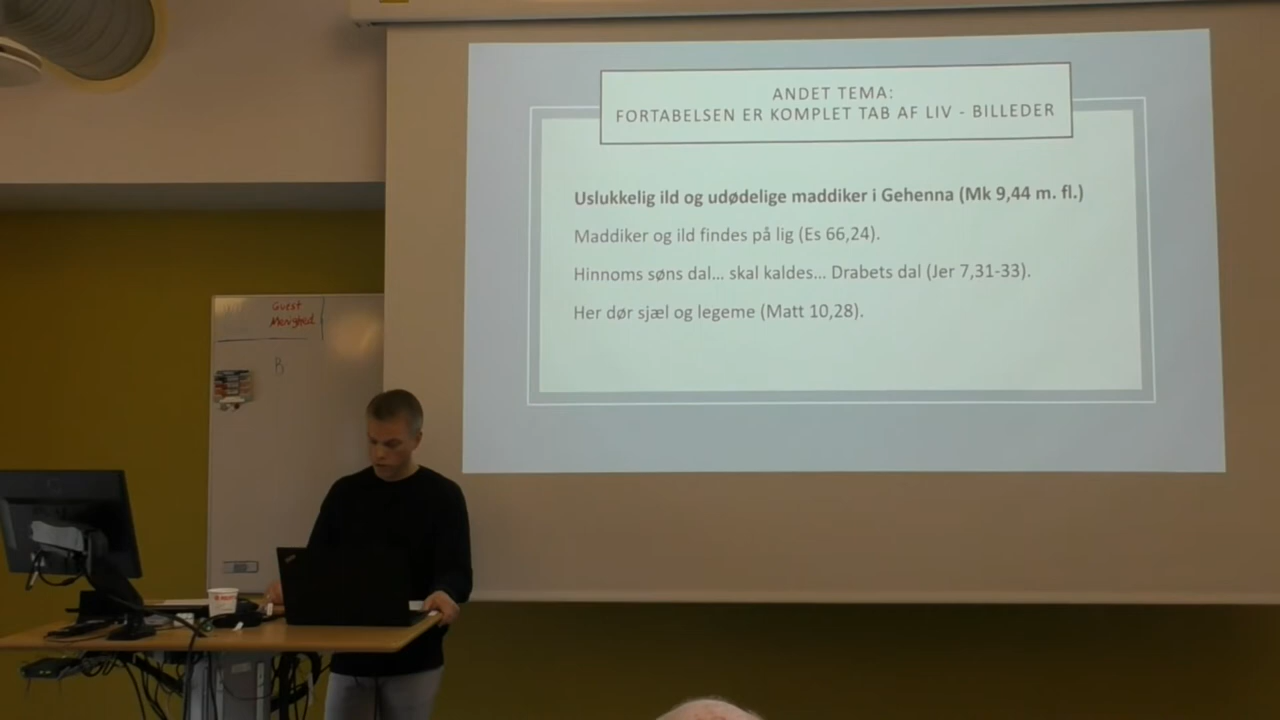 ANDET TEMA:
FORTABELSEN ER KOMPLET TAB AF LIV - BILLEDER
Uslukkelig ild og udødelige maddiker i Gehenna (Mk 9,44 m. fl.)
Maddiker og ild findes på lig (Es 66,24).
Hinnoms søns dal... skal kaldes... Drabets dal (Jer 7,31-33).
Her dør sjæl og legeme (Matt 10,28).
Guest